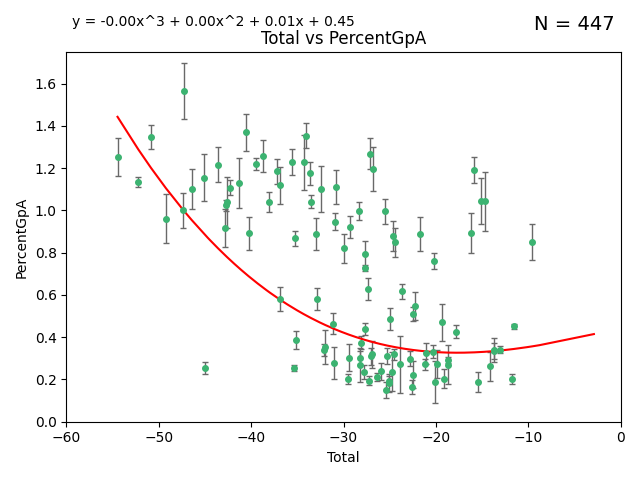 y = -0.00x^3 + 0.00x^2 + 0.01x + 0.45
N = 447
Total vs PercentGpA
PercentGpA
1.6
1.4
1.2
1.0
0.8
0.6
0.4
0.2
0.0
−60 −50 −40 −30 −20 −10 0
Total